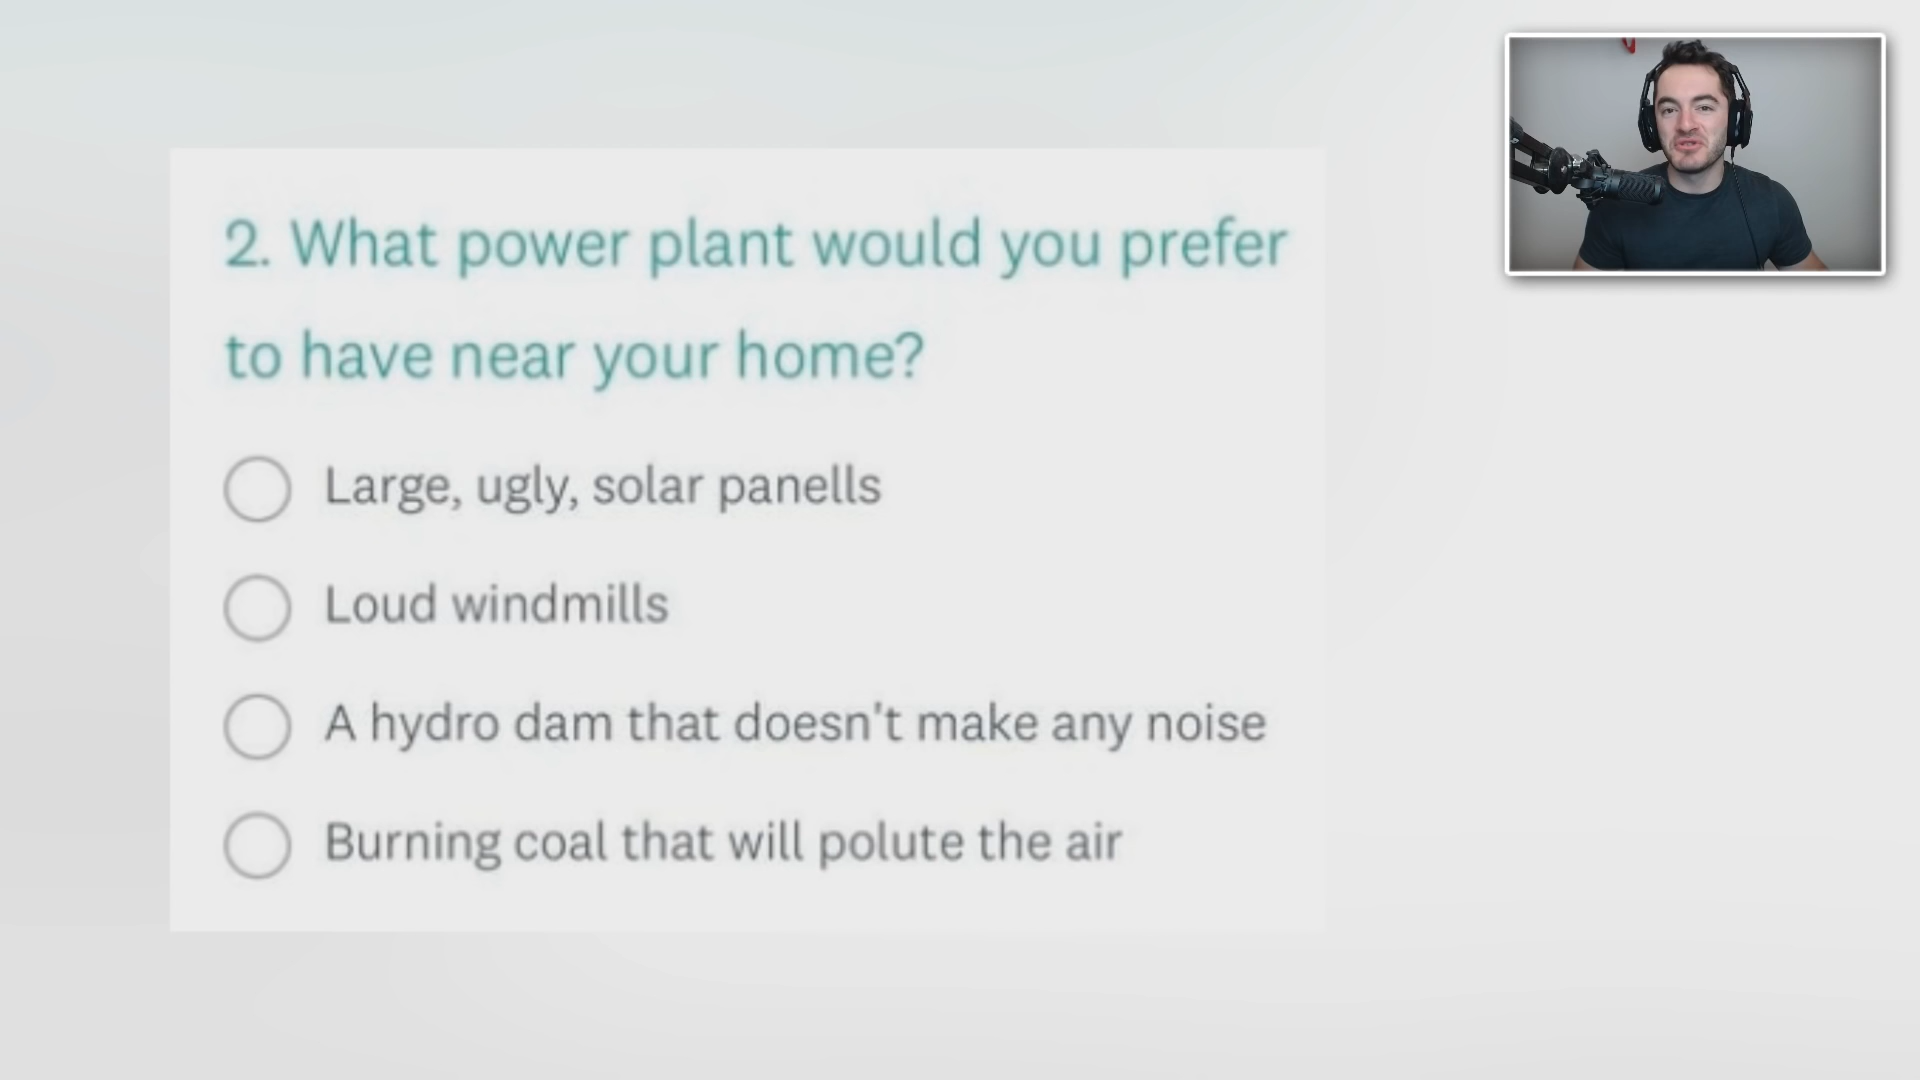 2. What power plant would you prefer
to have near your home?
Large, ugly, solar panells
Loud windmills
A hydro dam that doesn't make any noise
Burning coal that will polute the air